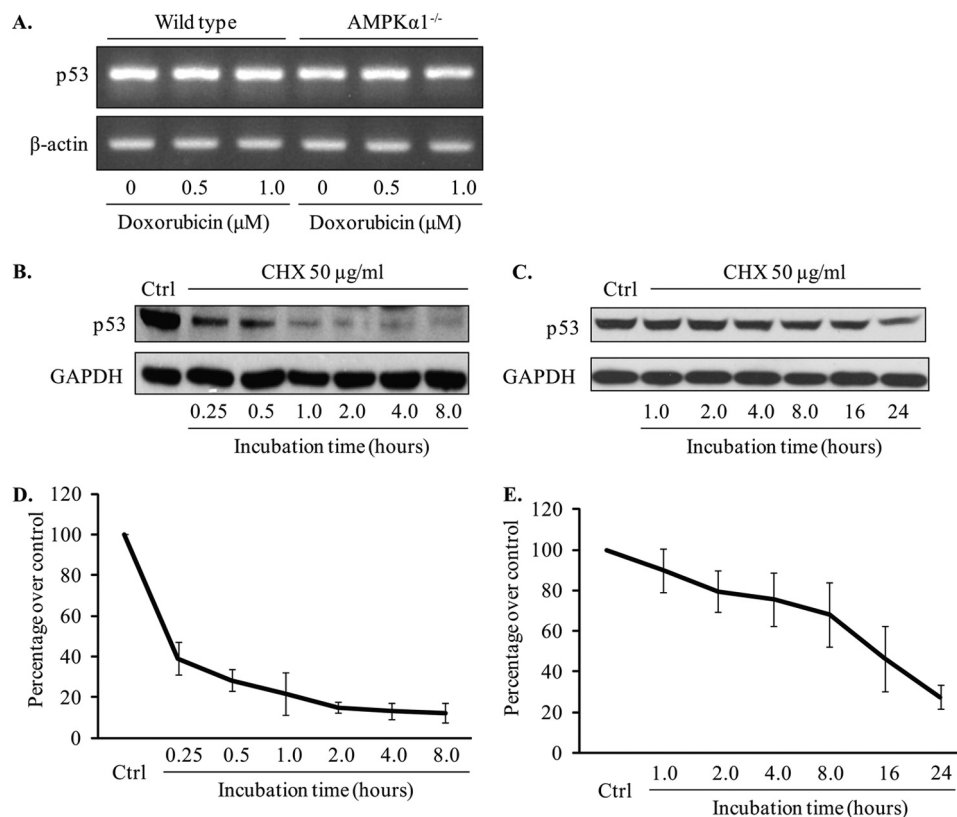 A.
Wild type AMPKα1-/-
p53
β-actin
0 0.5 1.0 0 0.5 1.0
Doxorubicin (μM) Doxorubicin (μM)
B.
CHX 50 μg/ml
Ctrl
p53
GAPDH
0.25 0.5 1.0 2.0 4.0 8.0
Incubation time (hours)
C.
CHX 50 μg/ml
Ctrl
p53
GAPDH
1.0 2.0 4.0 8.0 16 24
Incubation time (hours)
D.
Percentage over control
120
100
80
60
40
20
0
Ctrl 0.25 0.5 1.0 2.0 4.0 8.0
Incubation time (hours)
E.
Percentage over control
120
100
80
60
40
20
0
Ctrl 1.0 2.0 4.0 8.0 16 24
Incubation time (hours)